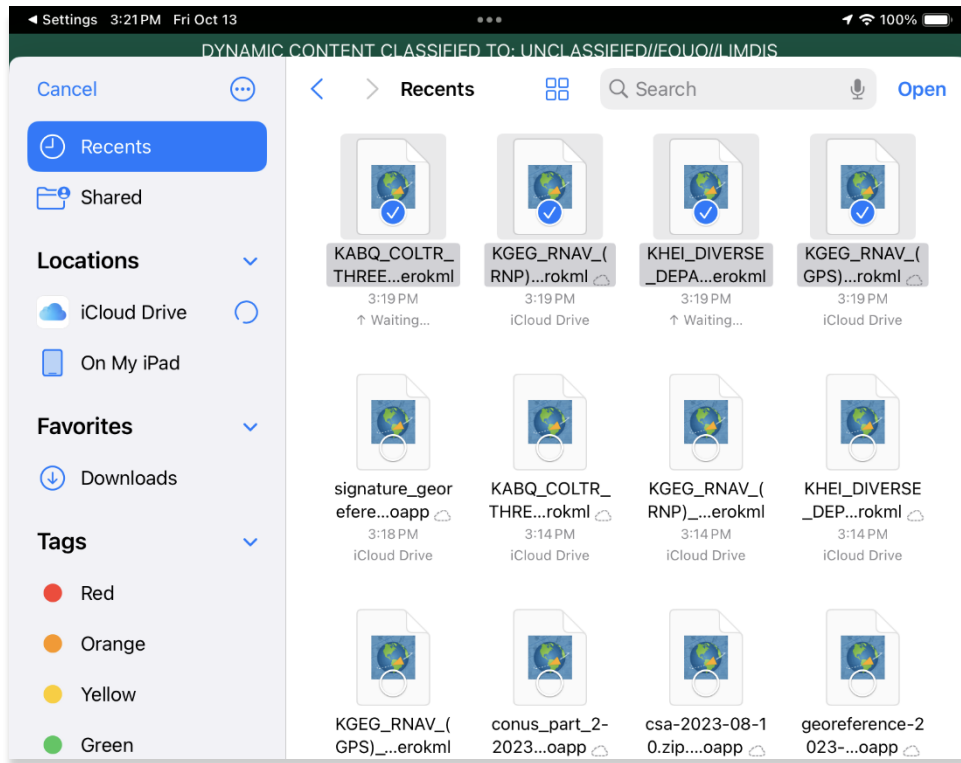 Settings 3:21 PM Fri Oct 13
100%
DYNAMIC CONTENT CLASSIFIED TO: UNCLASSIFIED//FOUO//LIMDIS
Cancel
Recents
Search
Open
Recents
Shared
Locations
iCloud Drive
On My iPad
Favorites
Downloads
Tags
Red
Orange
Yellow
Green
KABQ_COLTR_
THREE...erokml
3:19 PM
↑ Waiting...
KGEG_RNAV_(
RNP)...rokml
3:19 PM
iCloud Drive
KHEI_DIVERSE
_DEPA...erokml
3:19 PM
↑ Waiting...
KGEG_RNAV_(
GPS)...rokml
3:19 PM
iCloud Drive
signature_geor
efere...oapp
3:18 PM
iCloud Drive
KABQ_COLTR_
THRE...rokml
3:14 PM
iCloud Drive
KGEG_RNAV_(
RNP)_...erokml
3:14 PM
iCloud Drive
KHEI_DIVERSE
_DEP...rokml
3:14 PM
iCloud Drive
KGEG_RNAV_(
GPS)_...erokml
conus_part_2-
2023...oapp
csa-2023-08-1
0.zip....oapp
georeference-2
023-...oapp